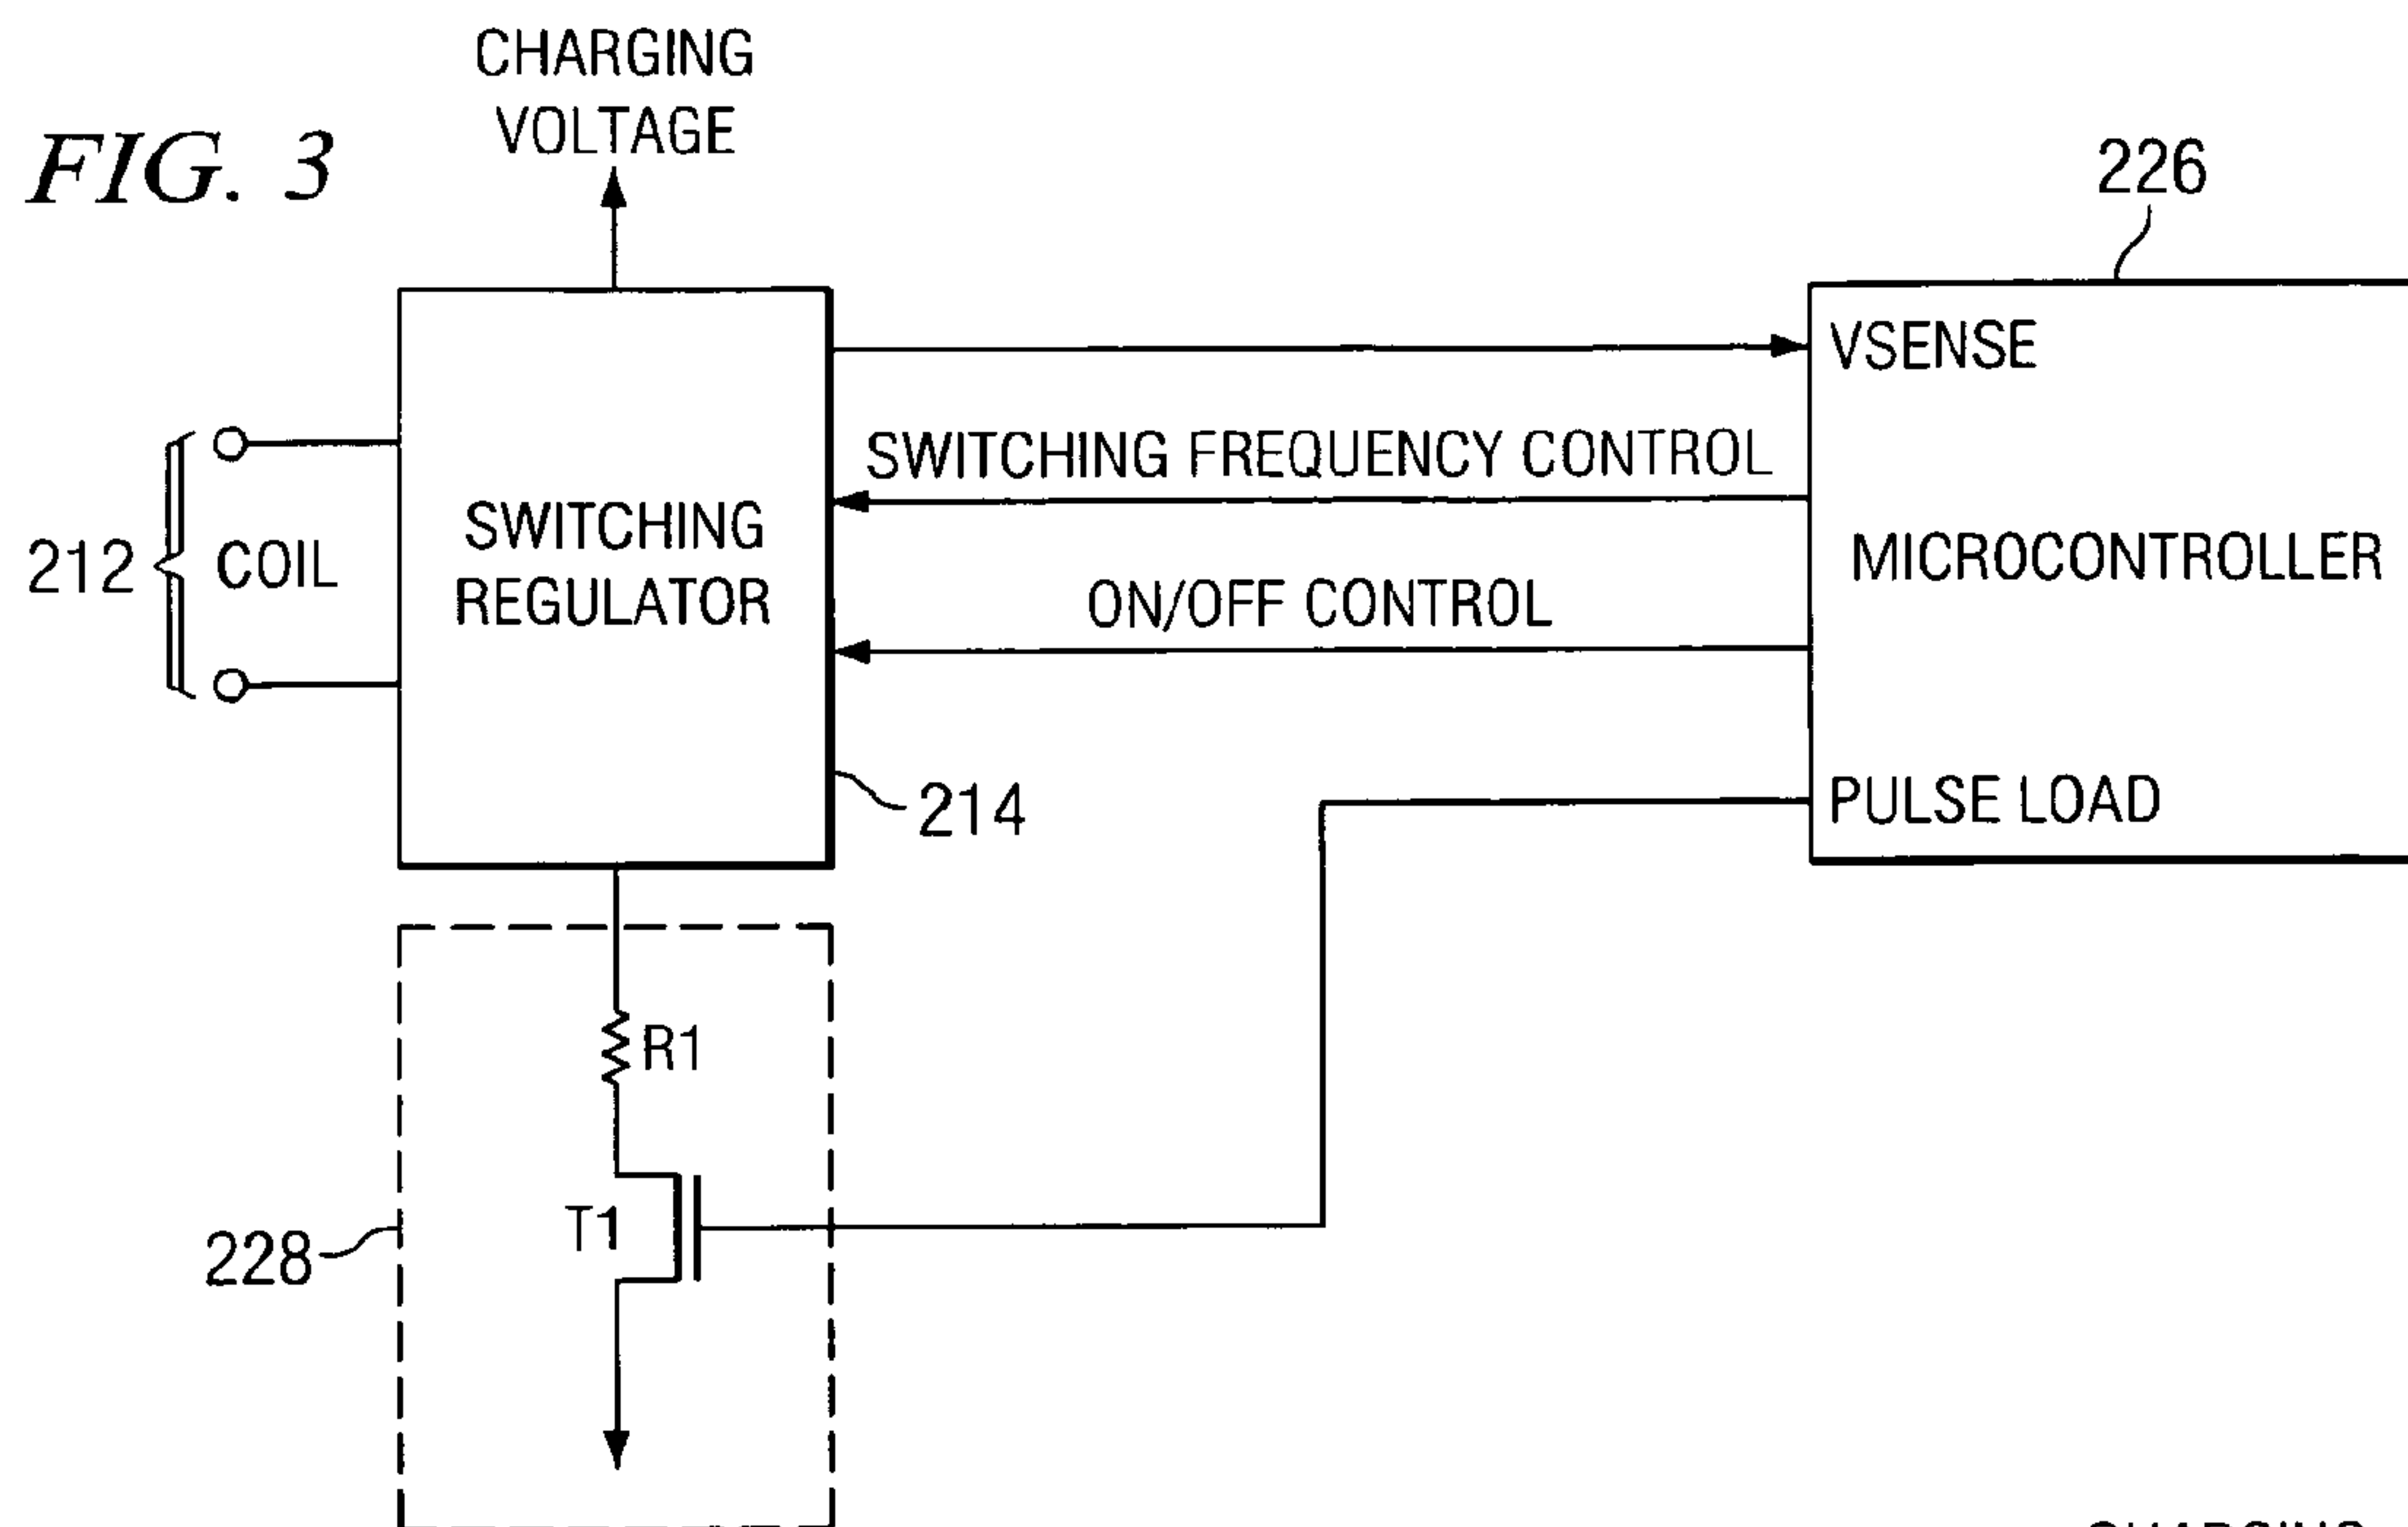 FIG. 3
CHARGING
VOLTAGE
226
VSENSE
SWITCHING FREQUENCY CONTROL
212
COIL
SWITCHING
REGULATOR
MICROCONTROLLER
ON/OFF CONTROL
214
PULSE LOAD
R1
T1
228